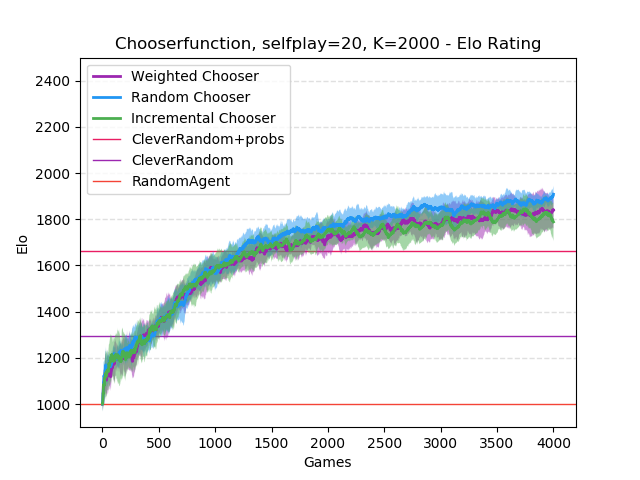 Chooserfunction, selfplay=20, K=2000 - Elo Rating
Weighted Chooser
Random Chooser
Incremental Chooser
CleverRandom+probs
CleverRandom
RandomAgent
Elo
2400
2200
2000
1800
1600
1400
1200
1000
0 500 1000 1500 2000 2500 3000 3500 4000
Games